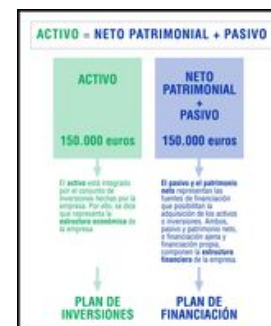 ACTIVO = NETO PATRIMONIAL + PASIVO
ACTIVO
150.000 euros
NETO
PATRIMONIAL
+
PASIVO
150.000 euros
El activo está integrado
por el conjunto de
inversiones hechas por la
empresa. Por ello, se dice
que representa la
estructura económica de
la empresa
El pasivo y el patrimonio
neto representan las
fuentes de financiación
que posibilitan la
adquisición de los activos
e inversiones. Ambos,
pasivo y patrimonio neto,
o financiación ajena y
financiación propia,
componen la estructura
financiera de la empresa.
PLAN DE
INVERSIONES
PLAN DE
FINANCIACIÓN